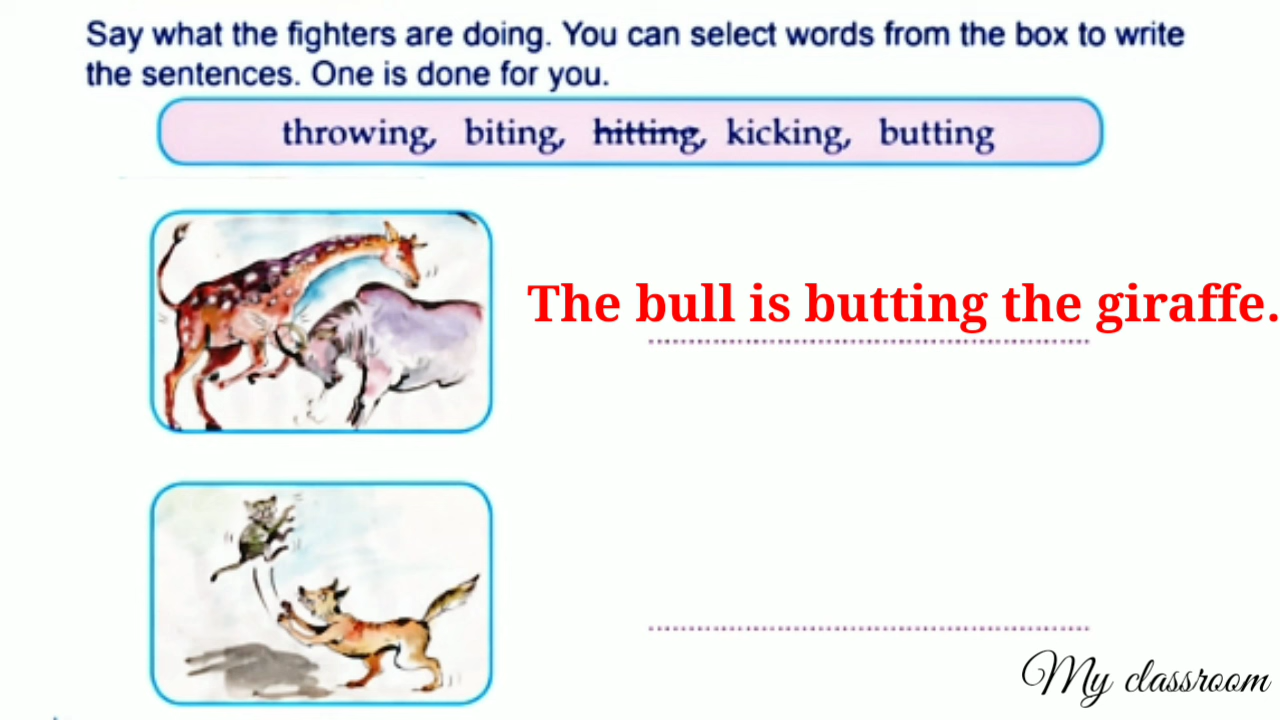 Say what the fighters are doing. You can select words from the box to write
the sentences. One is done for you.
throwing, biting, hitting, kicking, butting
The bull is butting the giraffe.
My classroom